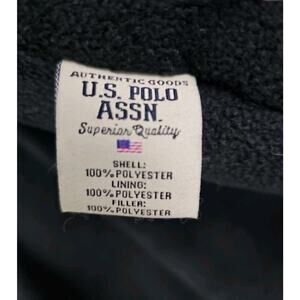 AUTHENTIC GOODS
U.S. POLO
ASSN.
Superior Quality
SHELL:
100% POLYESTER
LINING:
100% POLYESTER
FILLER:
100% POLYESTER